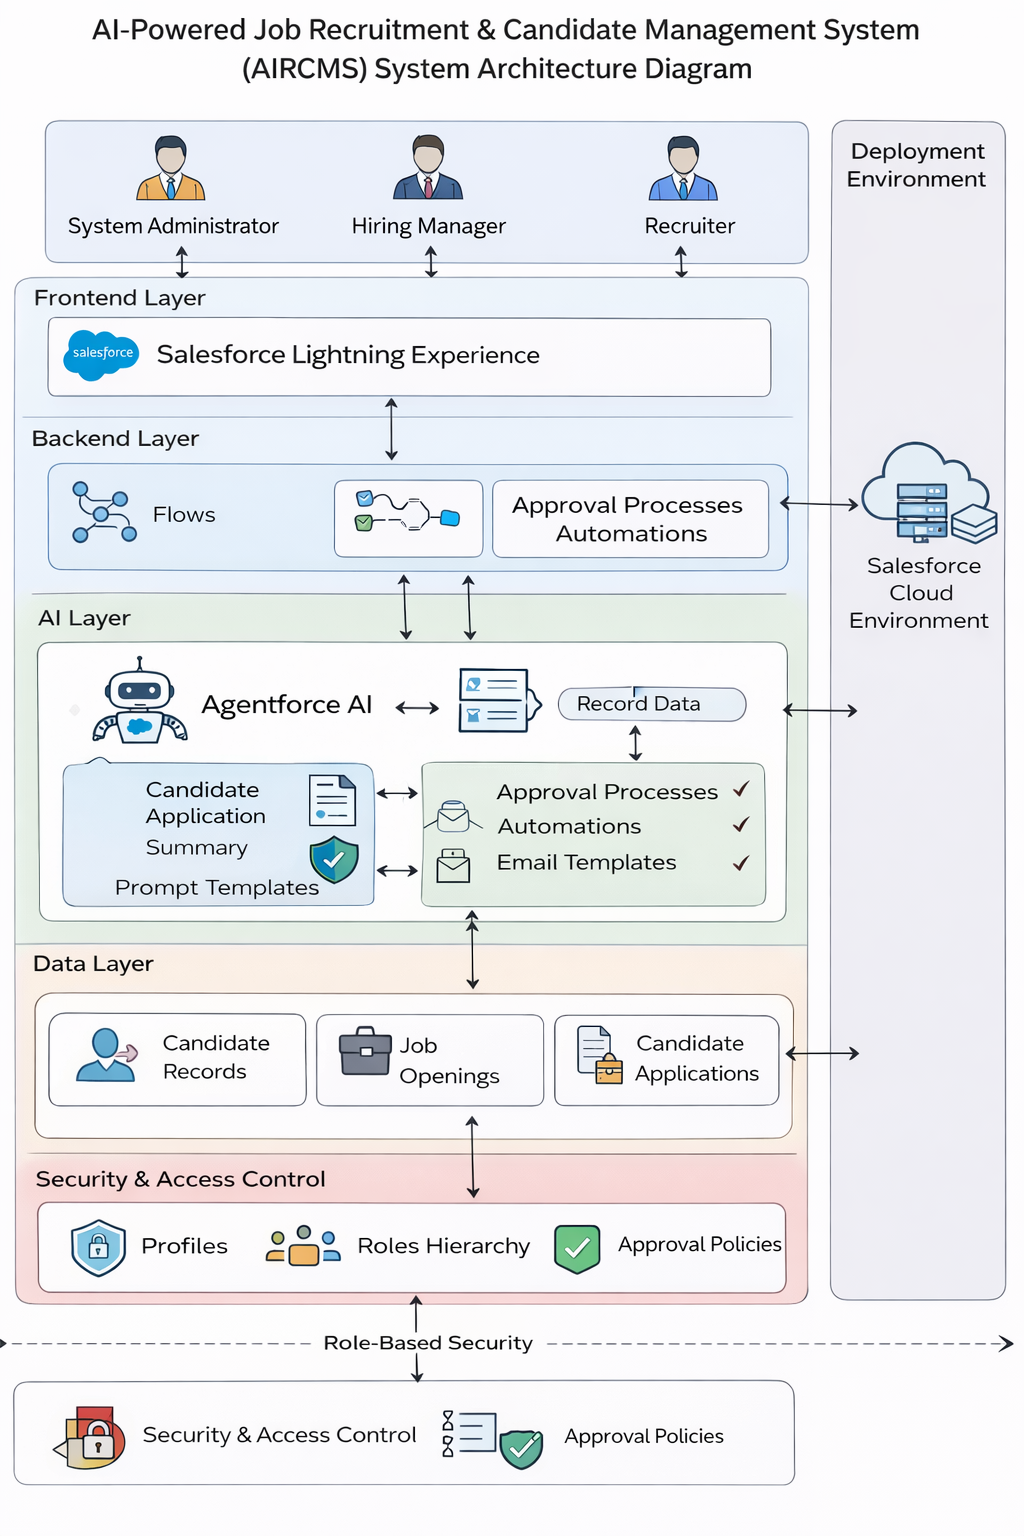 AI-Powered Job Recruitment & Candidate Management System
(AIRCMS) System Architecture Diagram
System Administrator
Hiring Manager
Recruiter
Deployment
Environment
Frontend Layer
salesforce
Salesforce Lightning Experience
Backend Layer
Flows
Approval Processes
Automations
Salesforce
Cloud
Environment
AI Layer
Agentforce AI
Record Data
Candidate
Application
Summary
Prompt Templates
Approval Processes
Automations
Email Templates
Data Layer
Candidate
Records
Job
Openings
Candidate
Applications
Security & Access Control
Profiles
Roles Hierarchy
Approval Policies
Role-Based Security
Security & Access Control
Approval Policies